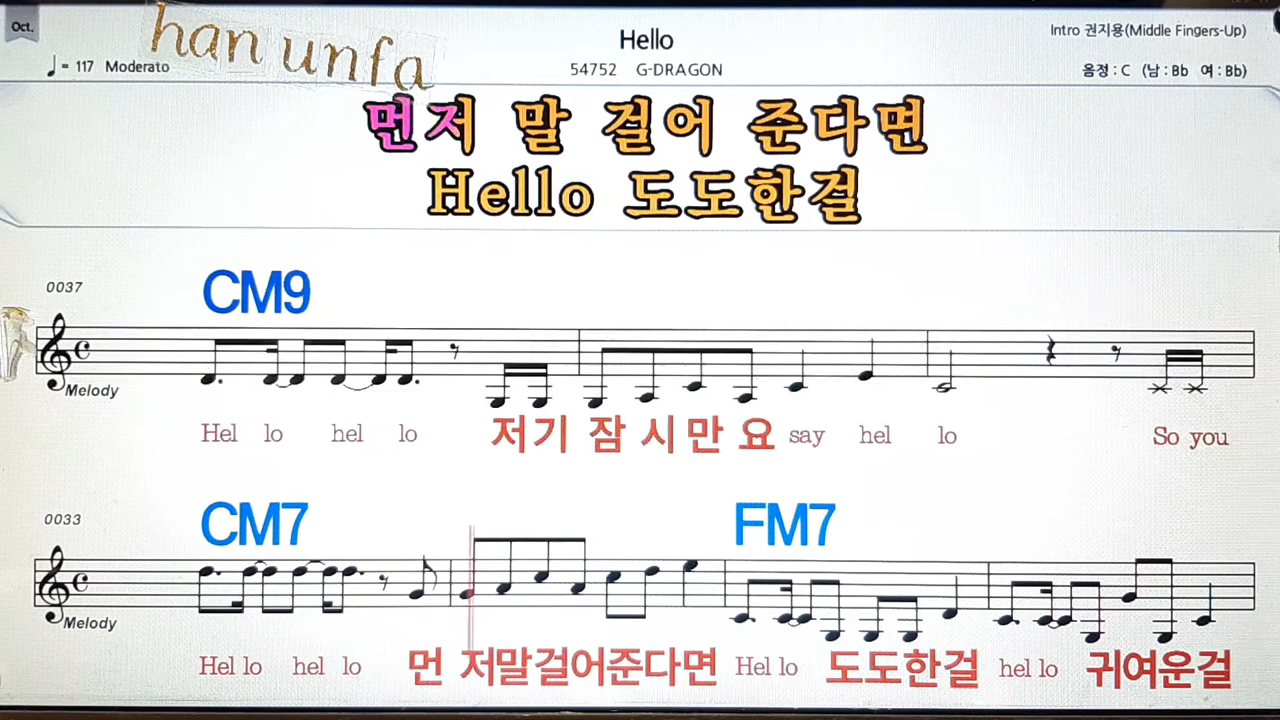 Oct.
han unfa
Hello
Intro 권지용(Middle Fingers-Up)
♩= 117 Moderato
54752 G-DRAGON
음정 : C (남 : Bb 여 : Bb)
먼저 말 걸어 준다면
Hello 도도한걸
0037
CM9
Melody
Hel lo hel lo 저기 잠 시 만 요 say hel lo So you
0033
CM7 FM7
Melody
Hel lo hel lo 먼 저말걸어준다면 Hel lo 도도한걸 hel lo 귀여운걸